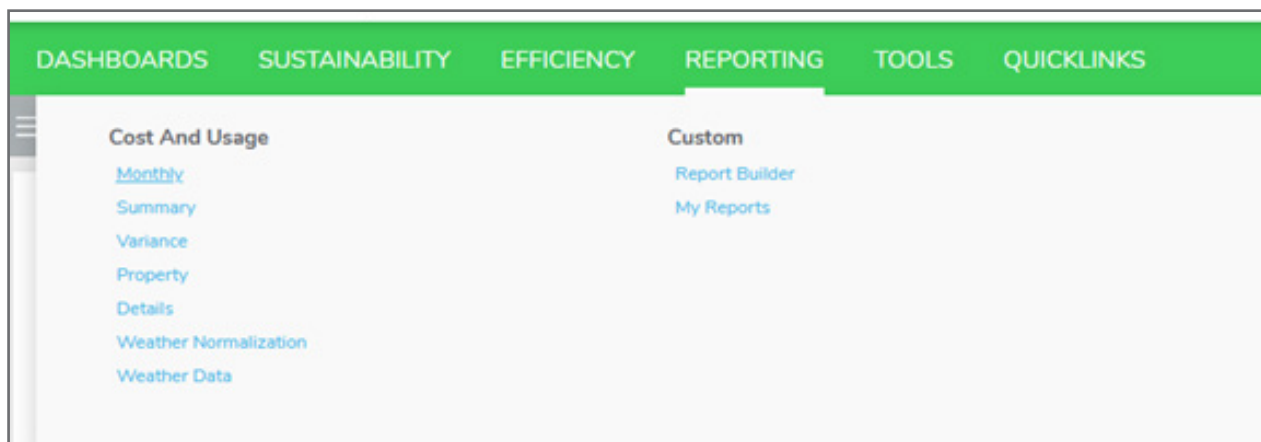 DASHBOARDS SUSTAINABILITY EFFICIENCY REPORTING TOOLS QUICKLINKS
Cost And Usage
Monthly
Summary
Variance
Property
Details
Weather Normalization
Weather Data
Custom
Report Builder
My Reports